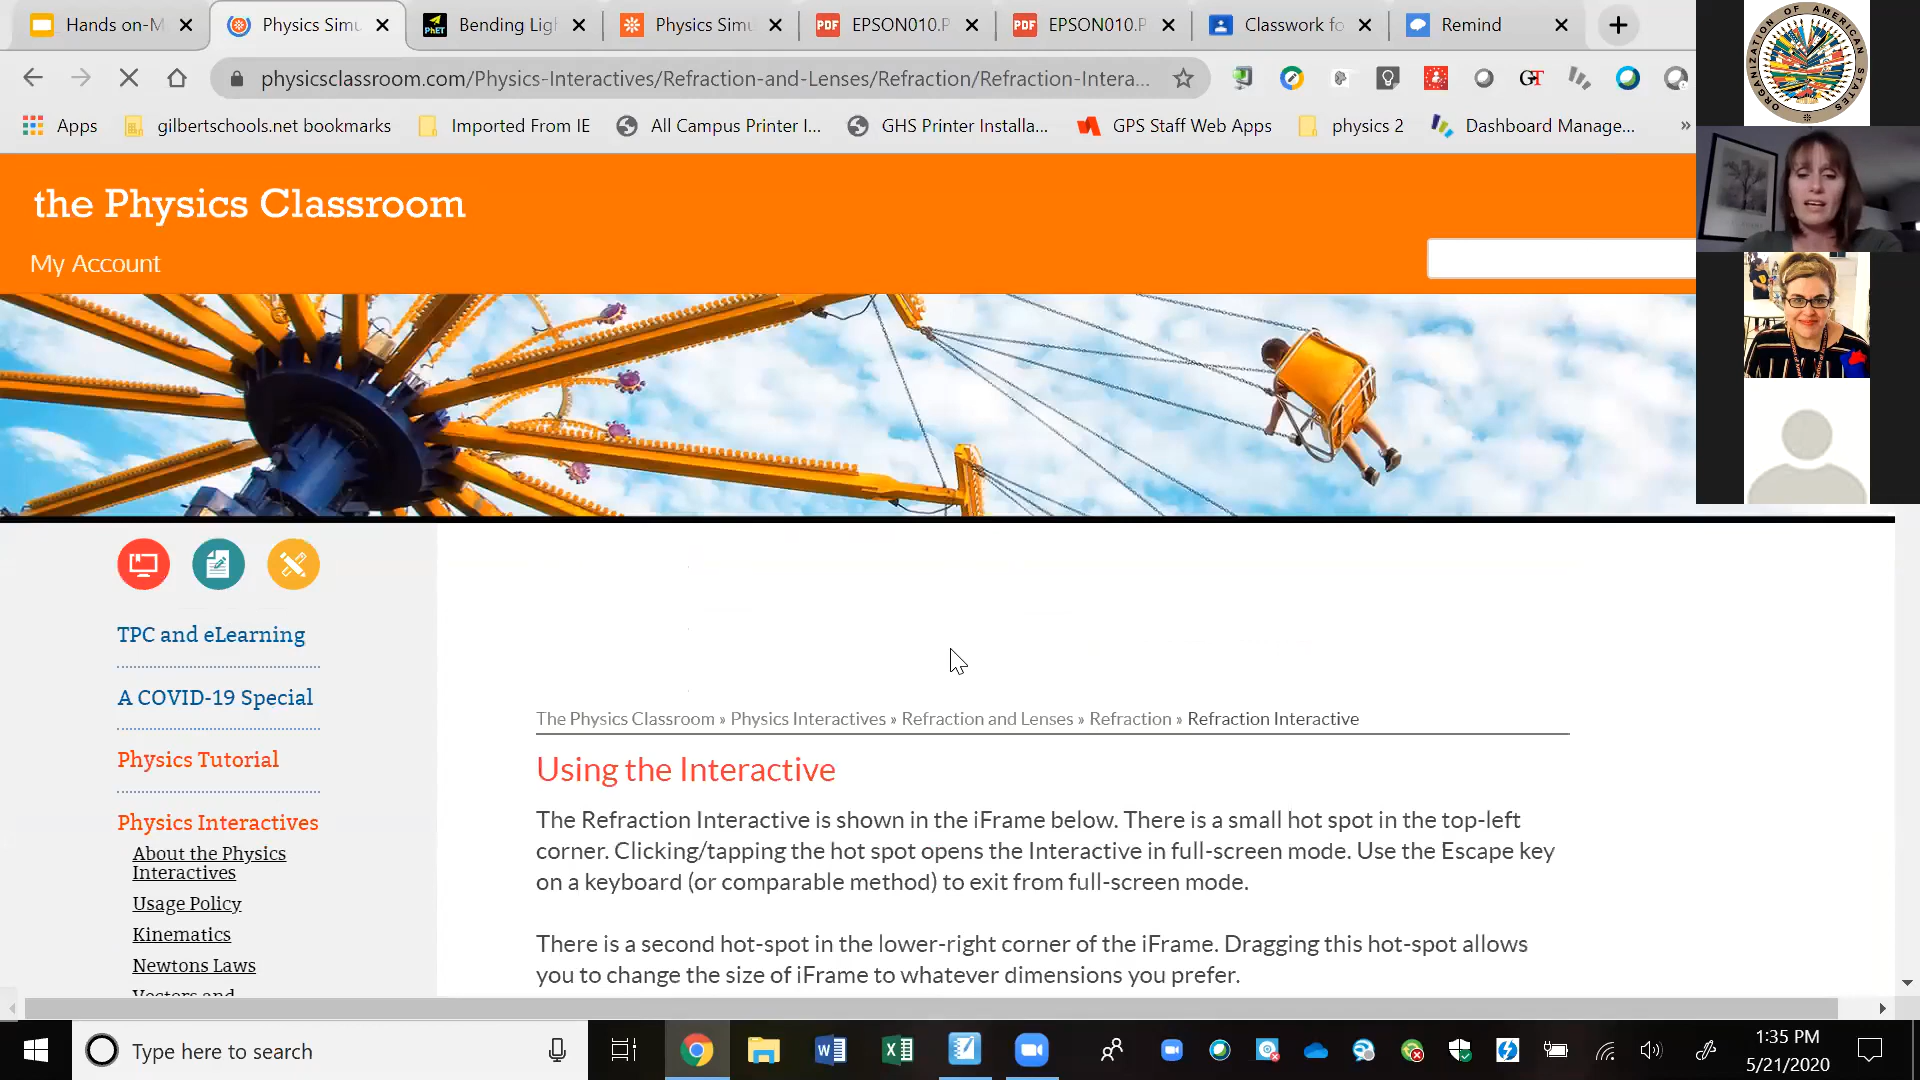 Hands on-M
Physics Simu
Bending Ligh
Physics Simu
EPSON010.P
EPSON010.P
Classwork fo
Remind
physicsclassroom.com/Physics-Interactives/Refraction-and-Lenses/Refraction/Refraction-Intera...
Apps
gilbertschools.net bookmarks
Imported From IE
All Campus Printer I...
GHS Printer Installa...
GPS Staff Web Apps
physics 2
Dashboard Manage...
»
ORGANIZATION OF AMERICAN STATES
the Physics Classroom
My Account
TPC and eLearning
A COVID-19 Special
Physics Tutorial
Physics Interactives
About the Physics
Interactives
Usage Policy
Kinematics
Newtons Laws
Vectors and
The Physics Classroom » Physics Interactives » Refraction and Lenses » Refraction » Refraction Interactive
Using the Interactive
The Refraction Interactive is shown in the iFrame below. There is a small hot spot in the top-left
corner. Clicking/tapping the hot spot opens the Interactive in full-screen mode. Use the Escape key
on a keyboard (or comparable method) to exit from full-screen mode.
There is a second hot-spot in the lower-right corner of the iFrame. Dragging this hot-spot allows
you to change the size of iFrame to whatever dimensions you prefer.
Type here to search
1:35 PM
5/21/2020